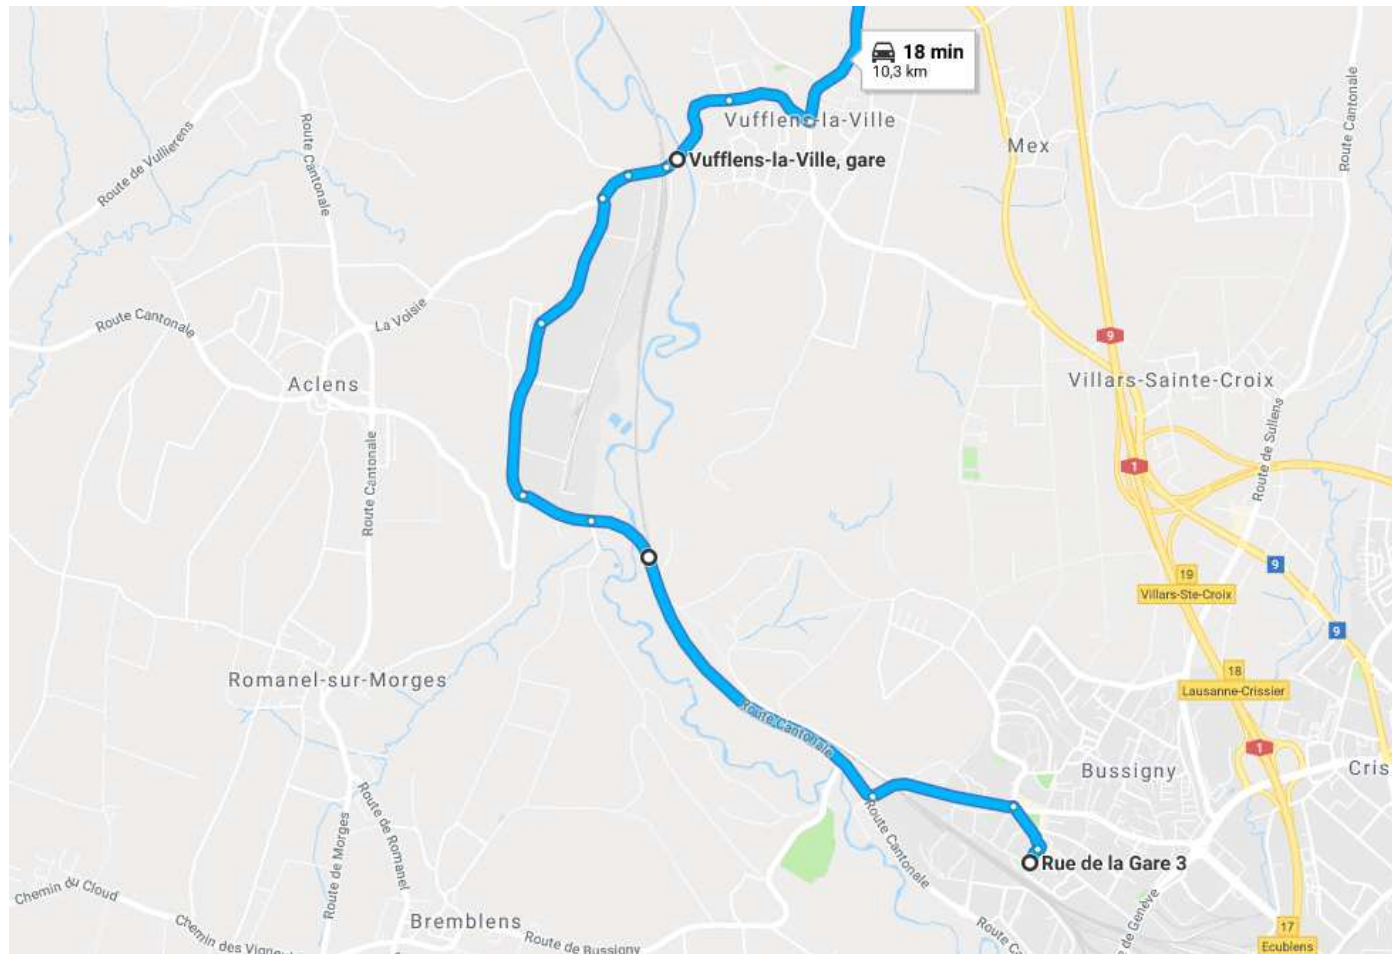 18 min
10,3 km
Vufflens-la-Ville
Route de Vullierens
Route Cantonale
Route Cantonale
Mex
Vufflens-la-Ville, gare
La Voisie
Route Cantonale
9
Aclens
Villars-Sainte-Croix
Route Cantonale
Route de Sullens
1
9
19
Villars-Ste-Croix
9
Romanel-sur-Morges
18
Lausanne-Crissier
Route Cantonale
1
Bussigny
Cris
Route de Romanel
Route de Morges
Route Cantonale
Rue de la Gare 3
Chemin du Cloud
Bremblens
Chemin des Vigne
Route de Bussigny
Route Ca
e de Genève
17
Ecublens